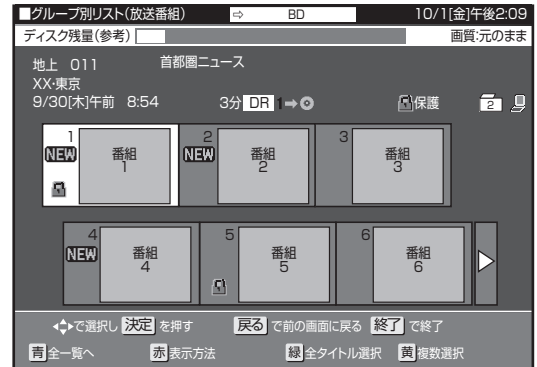 ■グループ別リスト(放送番組) ⇨ BD 10/1[金]午後2:09
ディスク残量(参考) 画質:元のまま
地上 011 首都圏ニュース
XX・東京
9/30[木]午前 8:54 3分 DR 1➡ 保護 2
1 NEW 番組1
2 NEW 番組2
3 番組3
4 NEW 番組4
5 番組5
6 番組6
で選択し 決定 を押す 戻る で前の画面に戻る 終了 で終了
青 全一覧へ 赤 表示方法 緑 全タイトル選択 黄 複数選択